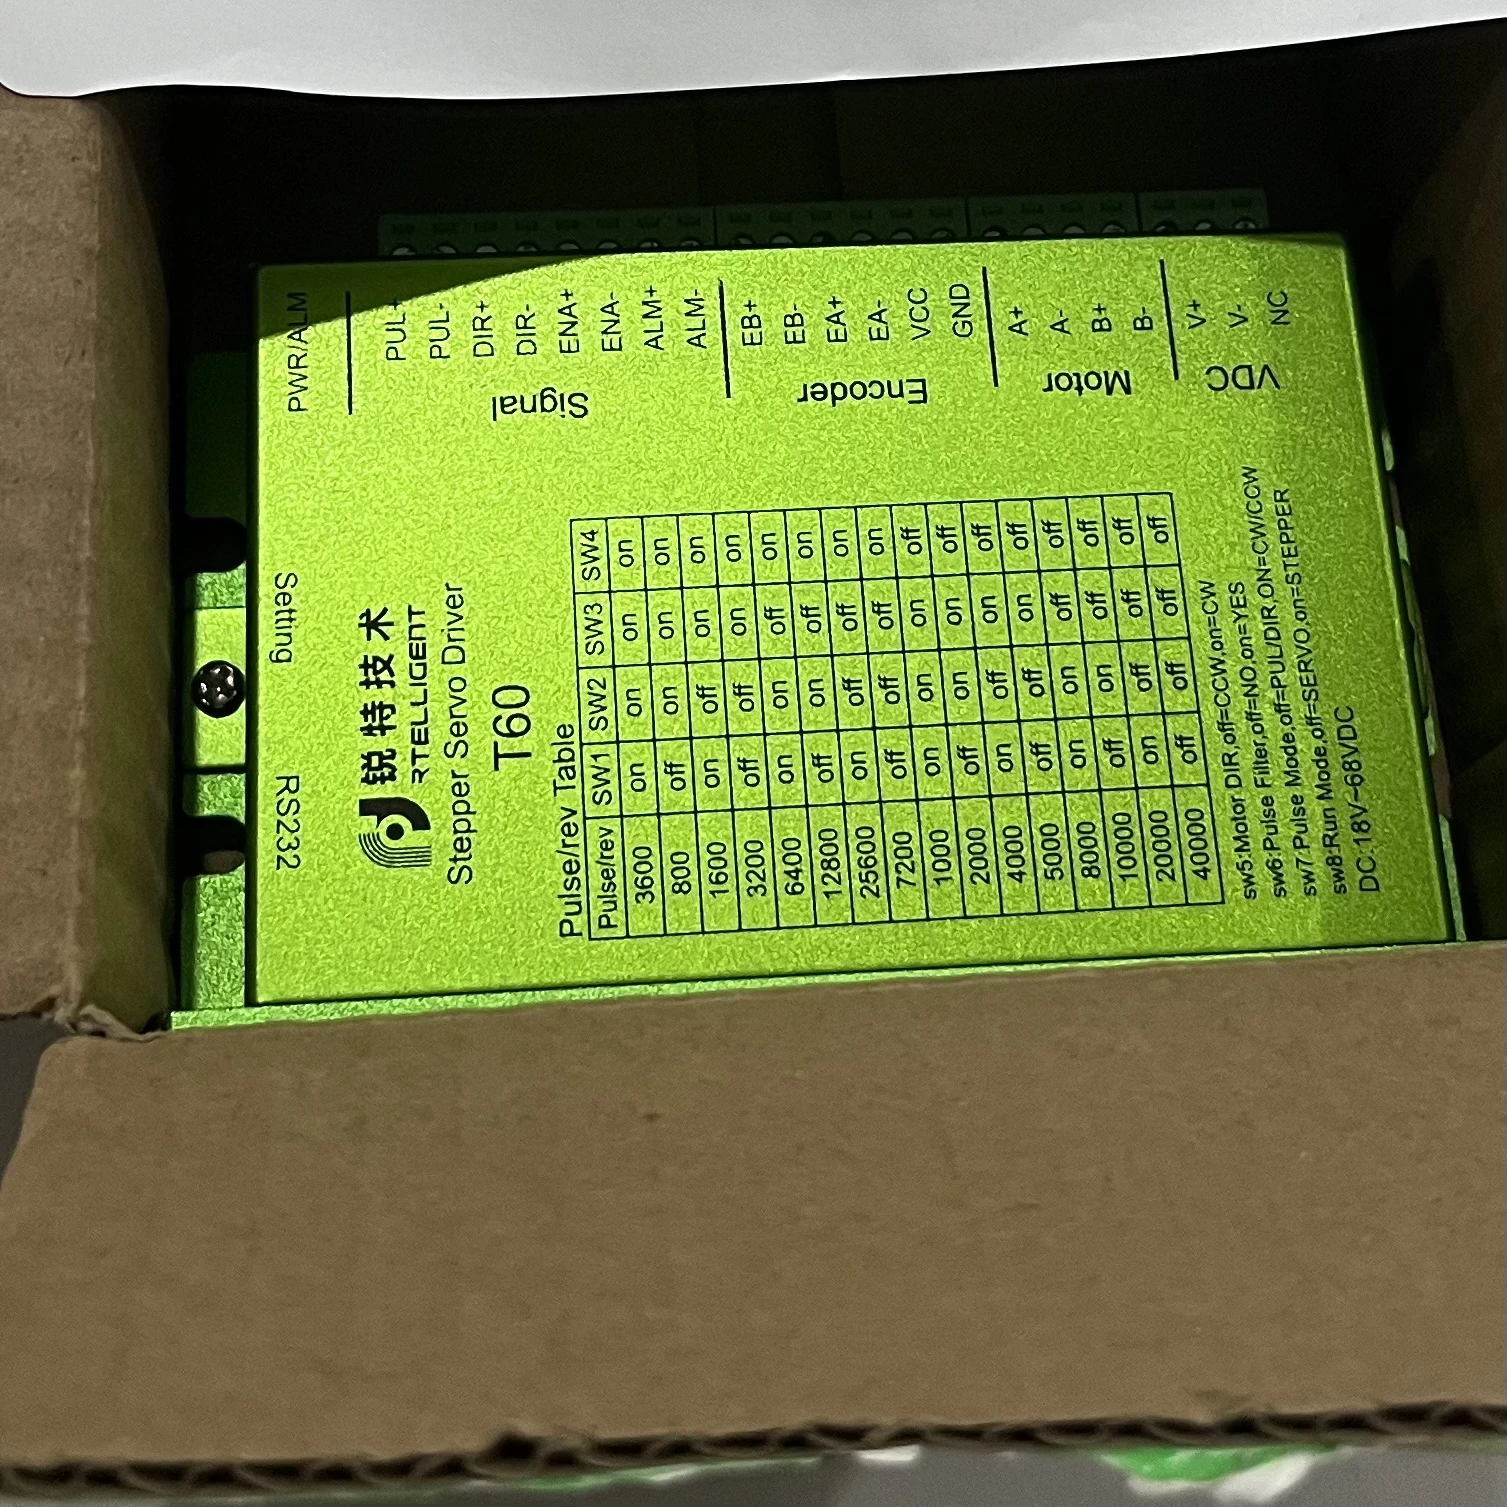 PWR/ALM
PUL+
PUL-
DIR+
DIR-
ENA+
ENA-
ALM+
ALM-
Signal
EB+
EB-
EA+
EA-
VCC
GND
Encoder
A+
A-
B+
B-
Motor
V+
V-
NC
VDC
Setting
RS232
锐特技术
RTELLIGENT
Stepper Servo Driver
T60
Pulse/rev Table
Pulse/rev SW1 SW2 SW3 SW4
3600 on on on on
800 off on on on
1600 on off on on
3200 off off on on
6400 on on off on
12800 off on off on
25600 on off off on
7200 off off off on
1000 on on on off
2000 off on on off
4000 on off on off
5000 off off on off
8000 on on off off
10000 off on off off
20000 on off off off
40000 off off off off
sw5:Motor DIR,off=CCW,on=CW
sw6:Pulse Filter,off=NO,on=YES
sw7:Pulse Mode,off=PUL/DIR,ON=CW/CCW
sw8:Run Mode,off=SERVO,on=STEPPER
DC:18V~68VDC